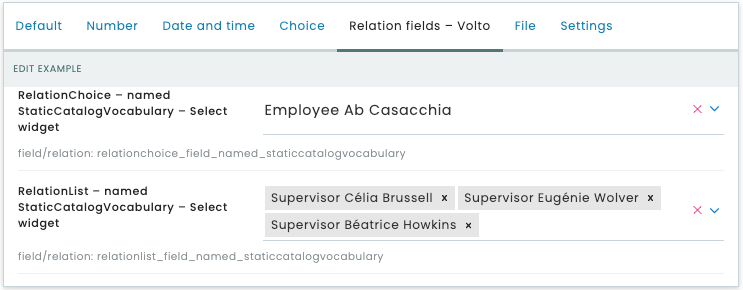 Default Number Date and time Choice Relation fields – Volto File Settings
EDIT EXAMPLE
RelationChoice – named
StaticCatalogVocabulary – Select
widget
Employee Ab Casacchia
field/relation: relationchoice_field_named_staticcatalogvocabulary
RelationList – named
StaticCatalogVocabulary – Select
widget
Supervisor Célia Brussell x Supervisor Eugénie Wolver x
Supervisor Béatrice Howkins x
field/relation: relationlist_field_named_staticcatalogvocabulary